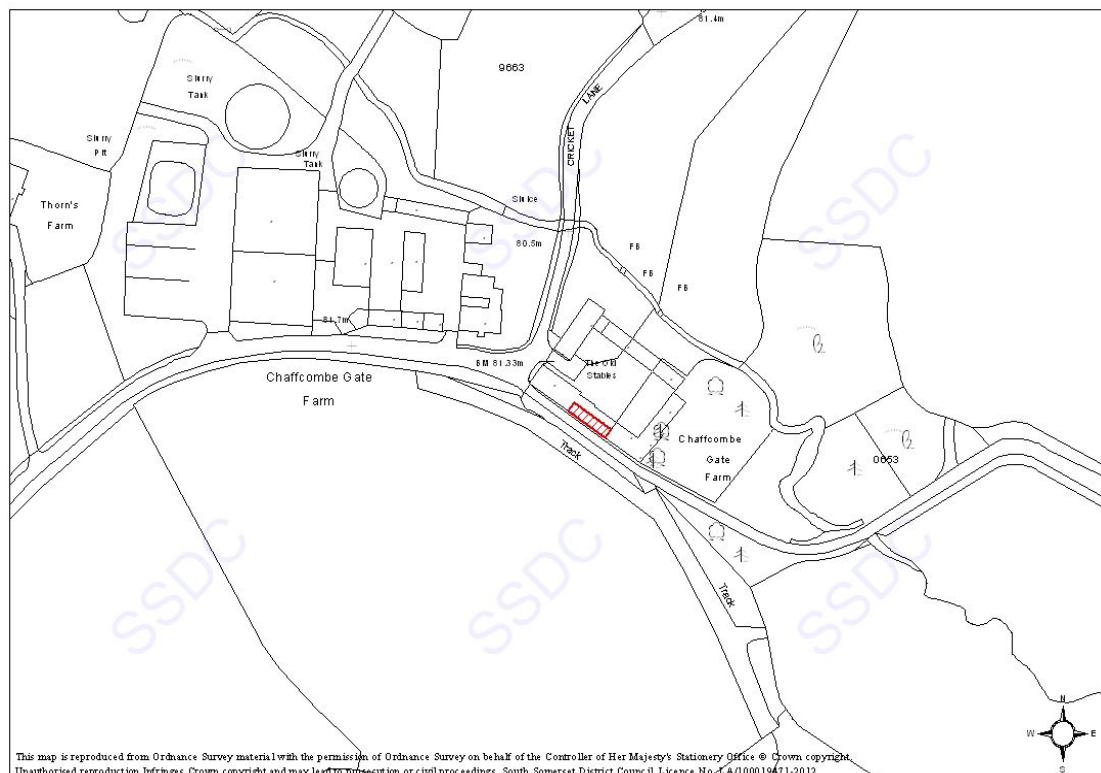 81.4m
9663
Slurry
Tank
LANE
CRICKET
Slurry
Pit
Slurry
Tank
Thorn's
Farm
Sluice
80.5m
FB
FB
FB
81.7m
BM 81.33m
The Old
Stables
Chaffcombe Gate
Farm
Track
Chaffcombe
Gate
Farm
0653
Track
SSDC
SSDC
SSDC
SSDC
SSDC
SSDC
N
W
E
S
This map is reproduced from Ordnance Survey material with the permission of Ordnance Survey on behalf of the Controller of Her Majesty's Stationery Office © Crown copyright.
Unauthorised reproduction infringes Crown copyright and may lead to prosecution or civil proceedings. South Somerset District Council Licence No. LA100019471-2012